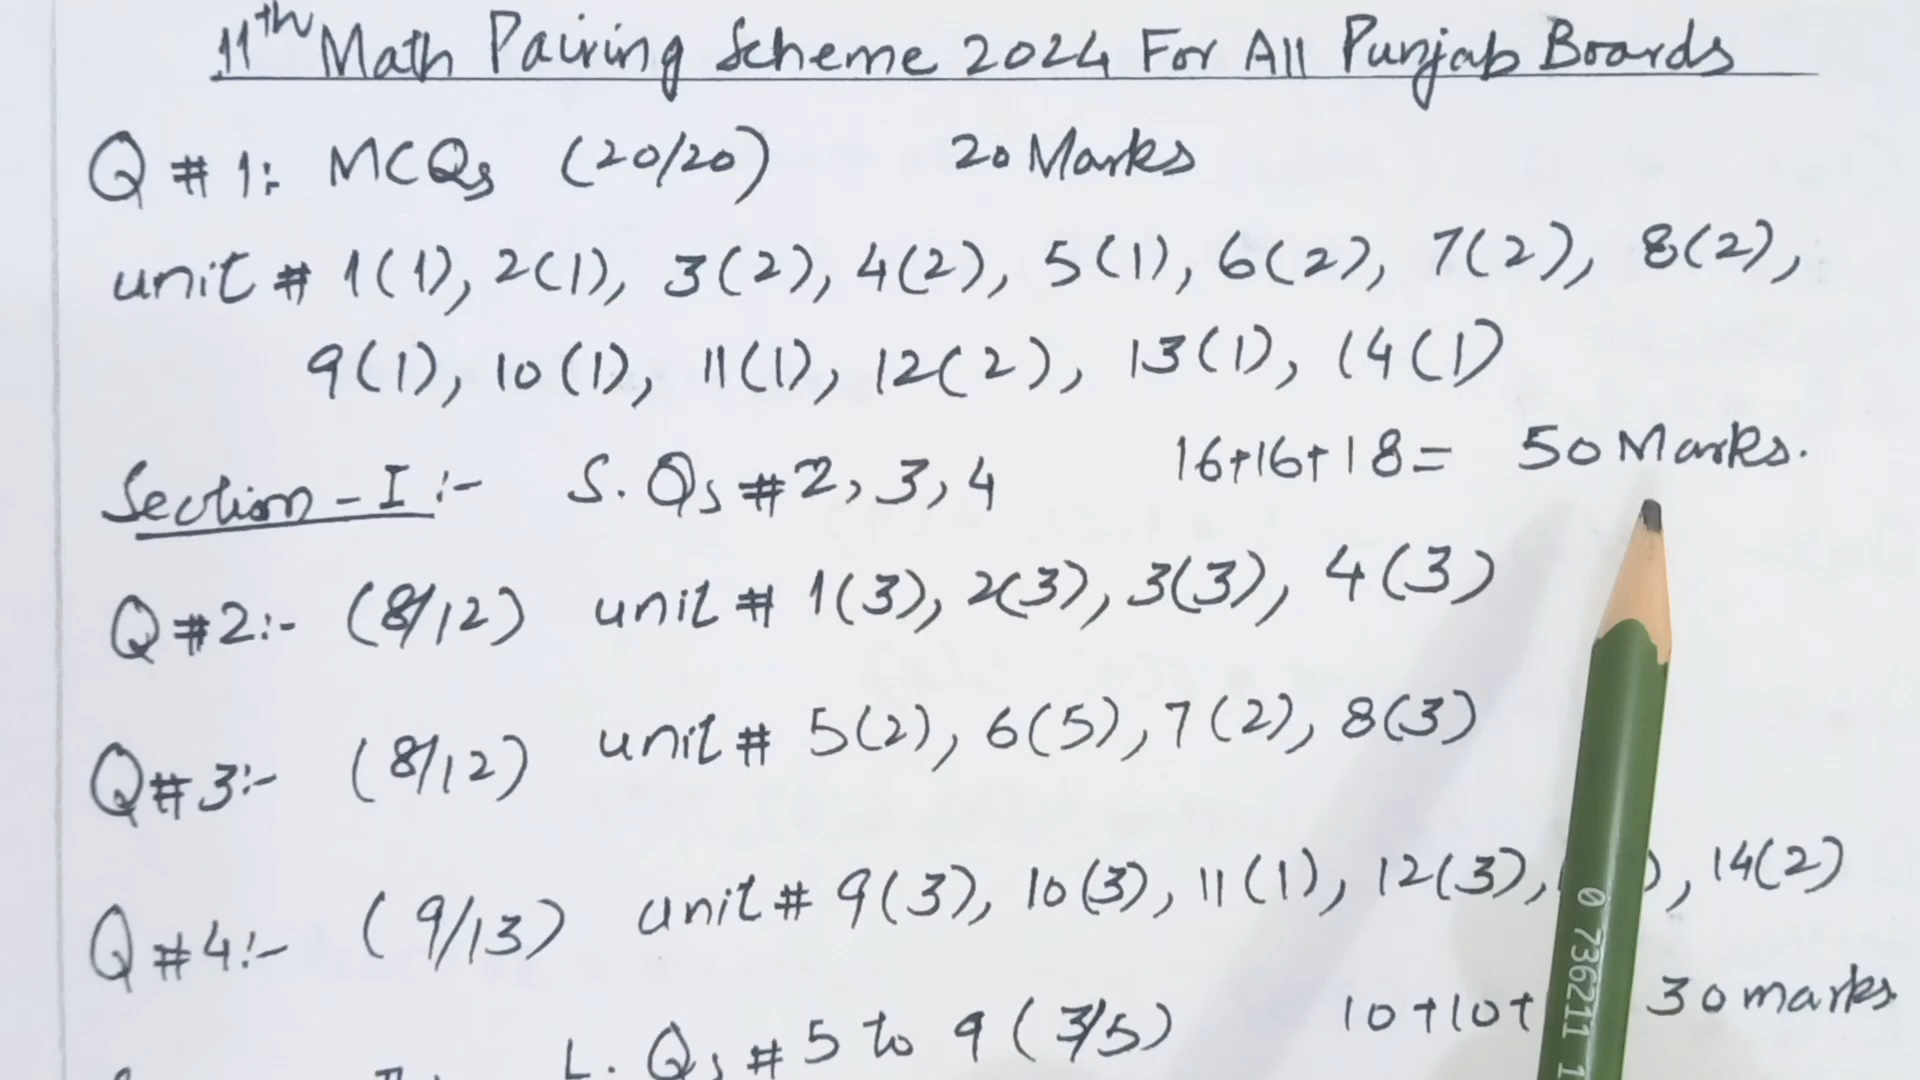 11th Math Pairing Scheme 2024 For All Punjab Boards
Q # 1:- MCQs (20/20) 20 Marks
unit # 1(1), 2(1), 3(2), 4(2), 5(1), 6(2), 7(2), 8(2),
9(1), 10(1), 11(1), 12(2), 13(1), 14(1)
Section - I :- S. Qs # 2, 3, 4 16+16+18= 50 Marks.
Q #2:- (8/12) unit # 1(3), 2(3), 3(3), 4(3)
Q# 3:- (8/12) unit # 5(2), 6(5), 7(2), 8(3)
Q #4:- (9/13) unit # 9(3), 10(3), 11(1), 12(3), ), 14(2)
L. Qs # 5 to 9 (3/5) 10+10+ 30 marks
0 736211 1